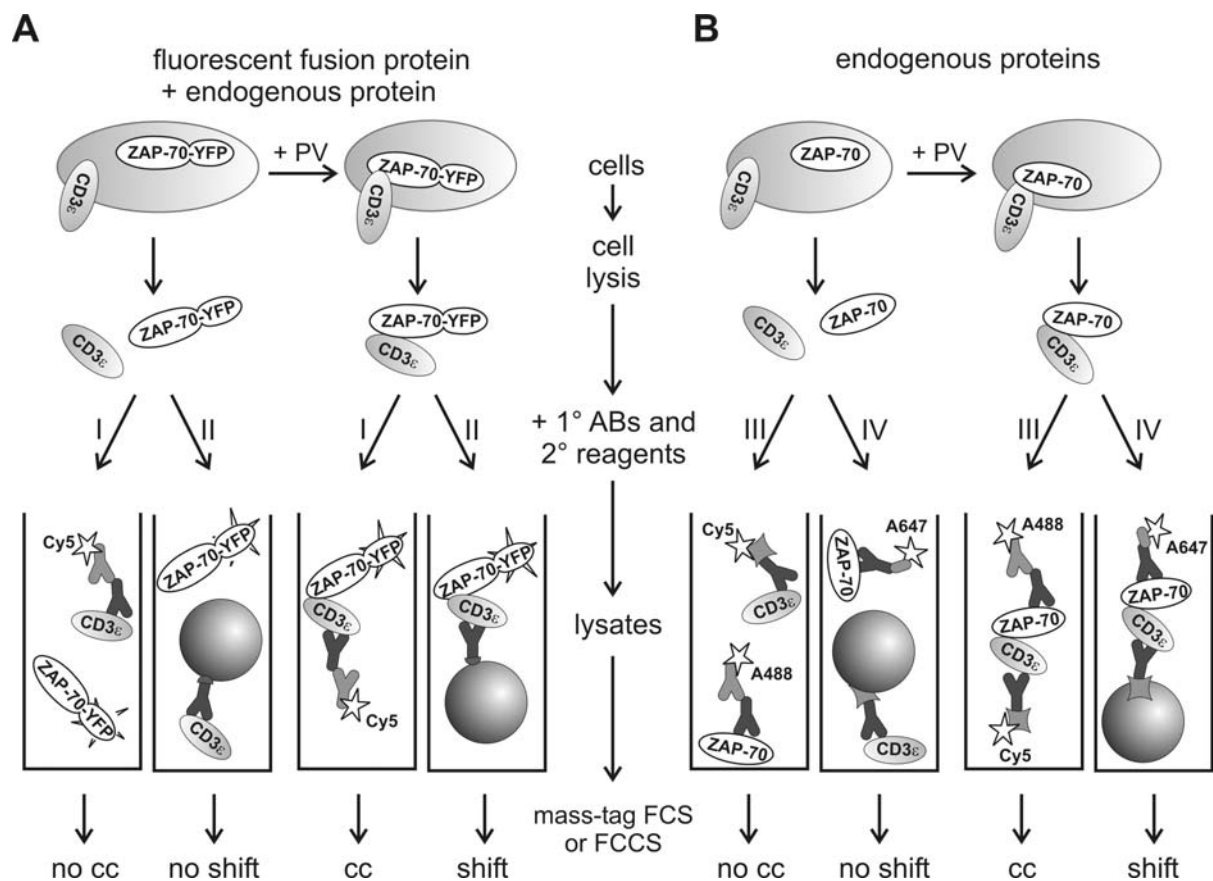 A
fluorescent fusion protein
+ endogenous protein
ZAP-70-YFP
CD3ε
+ PV
ZAP-70-YFP
CD3ε
ZAP-70-YFP
CD3ε
ZAP-70-YFP
CD3ε
I
II
I
II
Cy5
CD3ε
ZAP-70-YFP
ZAP-70-YFP
CD3ε
ZAP-70-YFP
CD3ε
Cy5
ZAP-70-YFP
CD3ε
no cc
no shift
cc
shift
cells
cell
lysis
+ 1° ABs and
2° reagents
lysates
mass-tag FCS
or FCCS
B
endogenous proteins
ZAP-70
CD3ε
+ PV
ZAP-70
CD3ε
ZAP-70
CD3ε
ZAP-70
CD3ε
III
IV
III
IV
Cy5
CD3ε
A488
ZAP-70
A647
ZAP-70
CD3ε
A488
ZAP-70
CD3ε
Cy5
A647
ZAP-70
CD3ε
no cc
no shift
cc
shift